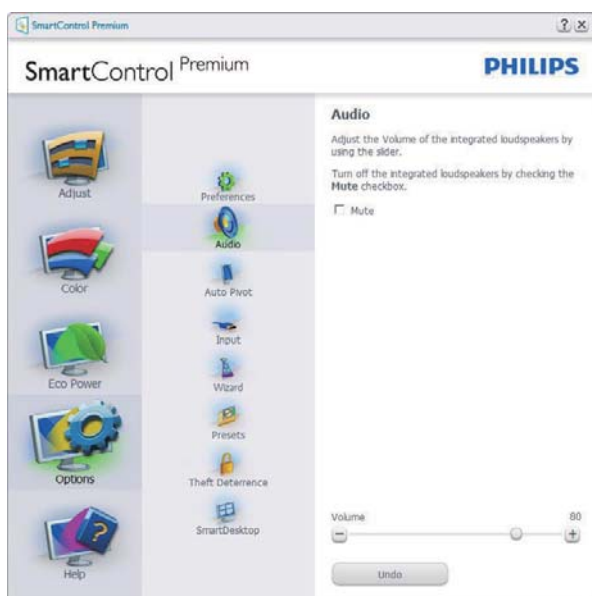 SmartControl Premium
? x
SmartControl Premium
PHILIPS
Adjust
Color
Eco Power
Options
Help
Preferences
Audio
Auto Pivot
Input
Wizard
Presets
Theft Deterrence
SmartDesktop
Audio
Adjust the Volume of the integrated loudspeakers by
using the slider.
Turn off the integrated loudspeakers by checking the
Mute checkbox.
Mute
Volume 80
Undo